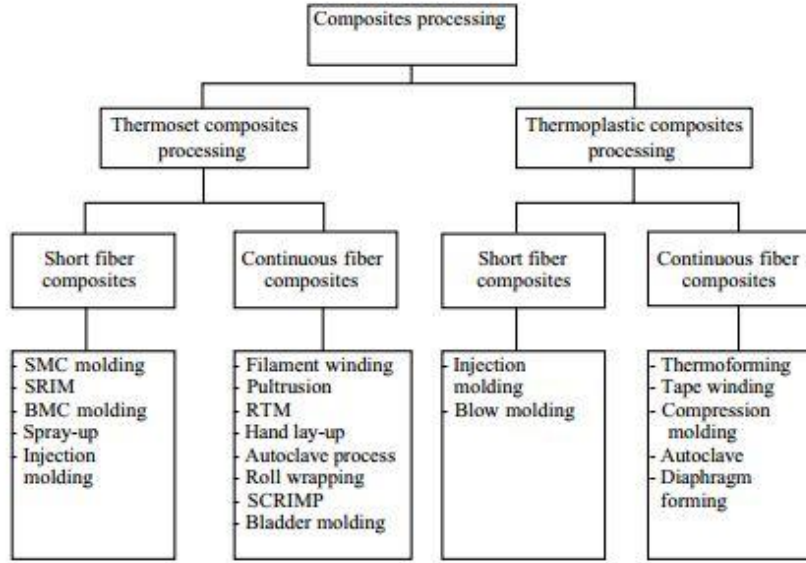 Composites processing
Thermoset composites
processing
Thermoplastic composites
processing
Short fiber
composites
Continuous fiber
composites
Short fiber
composites
Continuous fiber
composites
- SMC molding
- SRIM
- BMC molding
- Spray-up
- Injection
molding
- Filament winding
- Pultrusion
- RTM
- Hand lay-up
- Autoclave process
- Roll wrapping
- SCRIMP
- Bladder molding
- Injection
molding
- Blow molding
- Thermoforming
- Tape winding
- Compression
molding
- Autoclave
- Diaphragm
forming